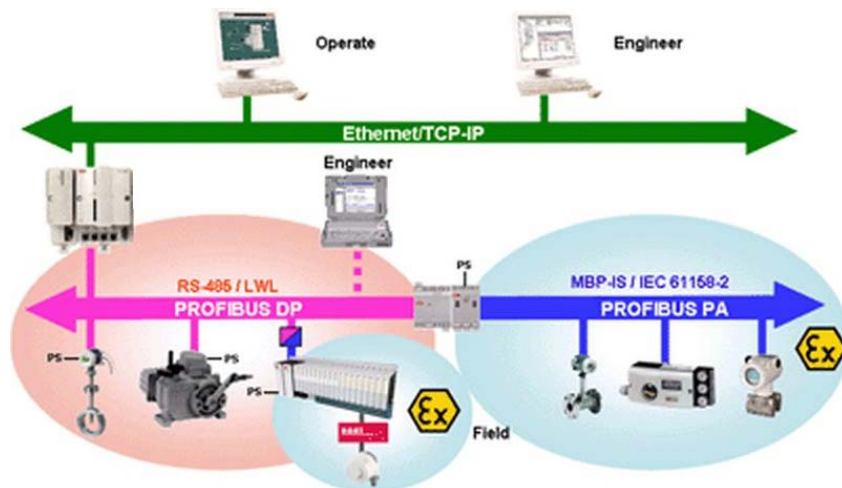 Operate
Engineer
Ethernet/TCP-IP
Engineer
PS
RS-485 / LWL
MBP-IS / IEC 61158-2
PROFIBUS DP
PROFIBUS PA
PS
PS
PS
Ex
Ex
Field